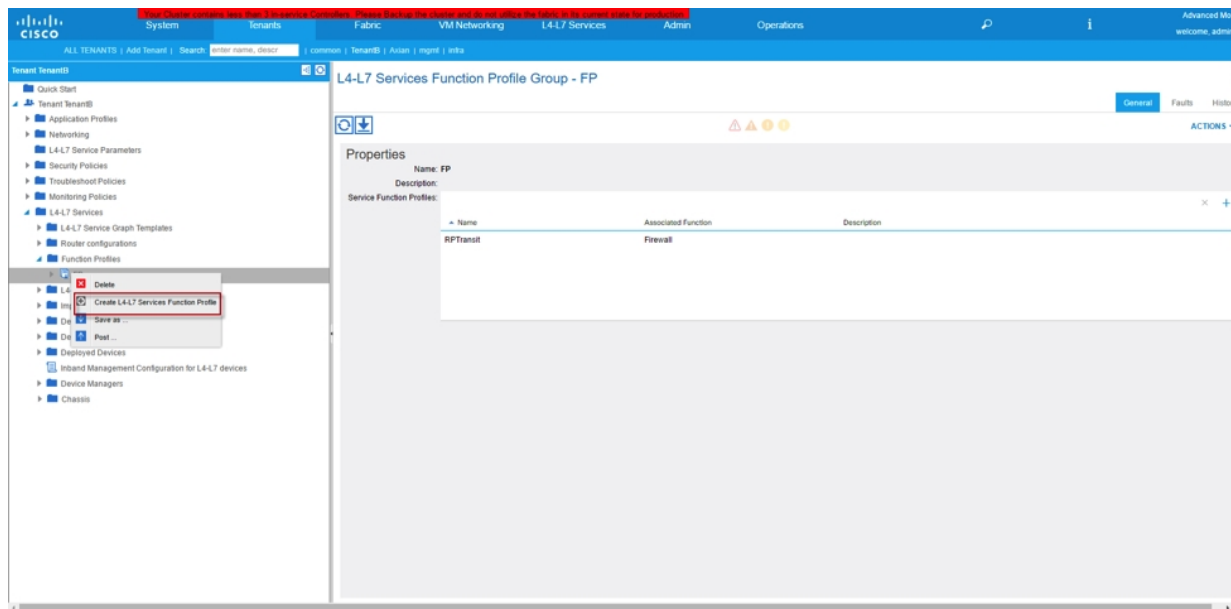 Your Cluster contains less than 3 In-service Controllers. Please Backup the cluster and do not utilize the fabric in its current state for production.
CISCO
System Tenants Fabric VM Networking L4-L7 Services Admin Operations
i
Advanced Mo
welcome, admi
ALL TENANTS | Add Tenant | Search: enter name, descr | common | TenantB | Axian | mgmt | infra
Tenant TenantB
Quick Start
Tenant TenantB
Application Profiles
Networking
L4-L7 Service Parameters
Security Policies
Troubleshoot Policies
Monitoring Policies
L4-L7 Services
L4-L7 Service Graph Templates
Router configurations
Function Profiles
FP
L4
Im
De
De
Delete
Create L4-L7 Services Function Profile
Save as ...
Post ...
Deployed Devices
Inband Management Configuration for L4-L7 devices
Device Managers
Chassis
L4-L7 Services Function Profile Group - FP
General Faults Histo
ACTIONS
Properties
Name: FP
Description:
Service Function Profiles:
Name Associated Function Description
RPTransit Firewall